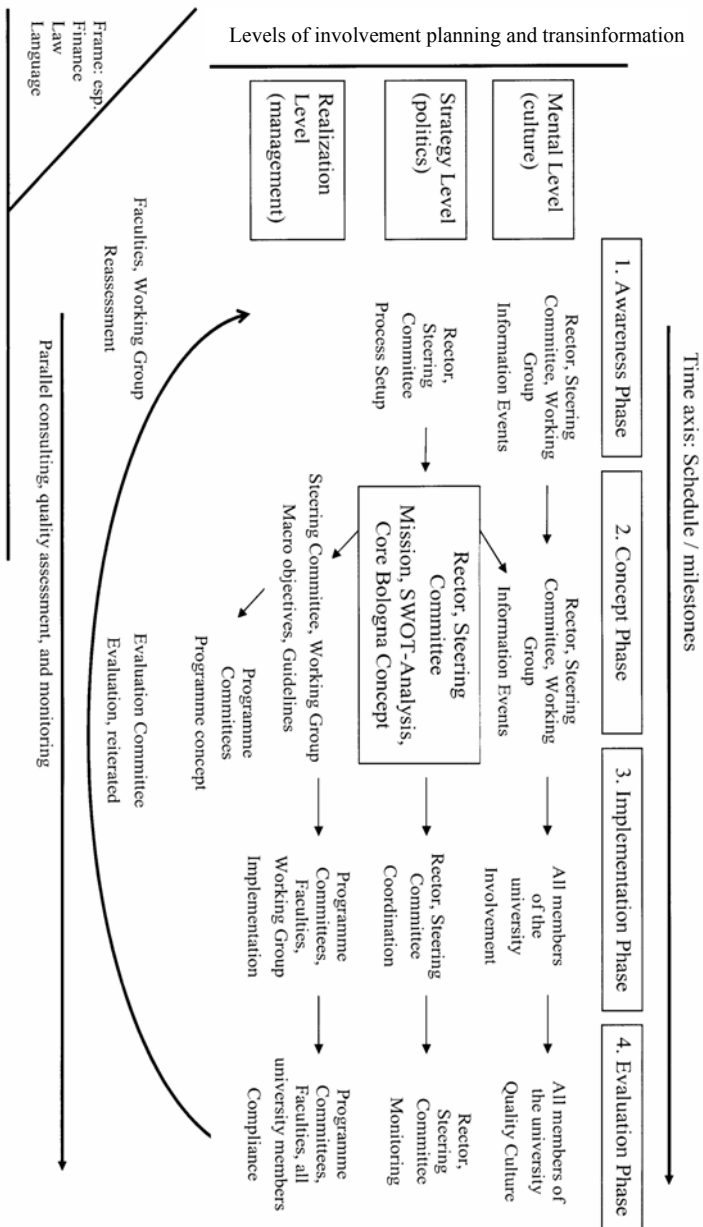 Levels of involvement planning and transinformation
Time axis: Schedule / milestones
1. Awareness Phase
2. Concept Phase
3. Implementation Phase
4. Evaluation Phase
Mental Level
(culture)
Rector, Steering
Committee, Working
Group
Information Events
Rector, Steering
Committee, Working
Group
Information Events
All members
of the
university
Involvement
All members of
the university
Quality Culture
Strategy Level
(politics)
Rector,
Steering
Committee
Process Setup
Rector, Steering
Committee
Mission, SWOT-Analysis,
Core Bologna Concept
Rector, Steering
Committee
Coordination
Rector,
Steering
Committee
Monitoring
Realization
Level
(management)
Steering Committee, Working Group
Macro objectives, Guidelines
Programme
Committees
Programme concept
Programme
Committees,
Faculties,
Working Group
Implementation
Programme
Committees,
Faculties, all
university members
Compliance
Faculties, Working Group
Reassessment
Evaluation Committee
Evaluation, reiterated
Parallel consulting, quality assessment, and monitoring
Frame: esp.
Finance
Law
Language